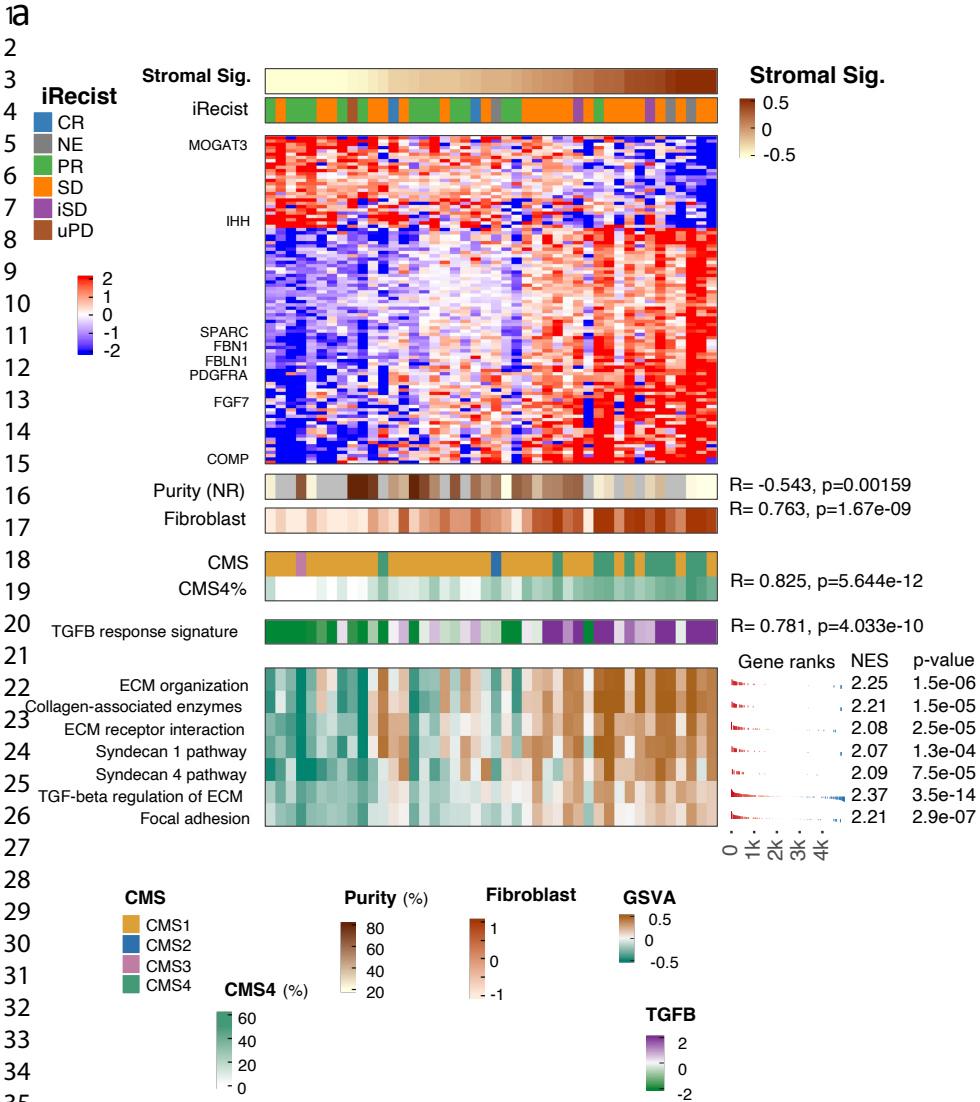 1a
2
3
4
5
6
7
8
9
10
11
12
13
14
15
16
17
18
19
20
21
22
23
24
25
26
27
28
29
30
31
32
33
34
35
Stromal Sig.
iRecist
iRecist
CR
NE
PR
SD
iSD
uPD
Stromal Sig.
0.5
0
-0.5
2
1
0
-1
-2
MOGAT3
IHH
SPARC
FBN1
FBLN1
PDGFRA
FGF7
COMP
Purity (NR)
R= -0.543, p=0.00159
Fibroblast
R= 0.763, p=1.67e-09
CMS
CMS4%
R= 0.825, p=5.644e-12
TGFB response signature
R= 0.781, p=4.033e-10
Gene ranks NES p-value
ECM organization 2.25 1.5e-06
Collagen-associated enzymes 2.21 1.5e-05
ECM receptor interaction 2.08 2.5e-05
Syndecan 1 pathway 2.07 1.3e-04
Syndecan 4 pathway 2.09 7.5e-05
TGF-beta regulation of ECM 2.37 3.5e-14
Focal adhesion 2.21 2.9e-07
0 1k 2k 3k 4k
CMS
CMS1
CMS2
CMS3
CMS4
CMS4 (%)
60
40
20
0
Purity (%)
80
60
40
20
Fibroblast
1
0
-1
GSVA
0.5
0
-0.5
TGFB
2
0
-2